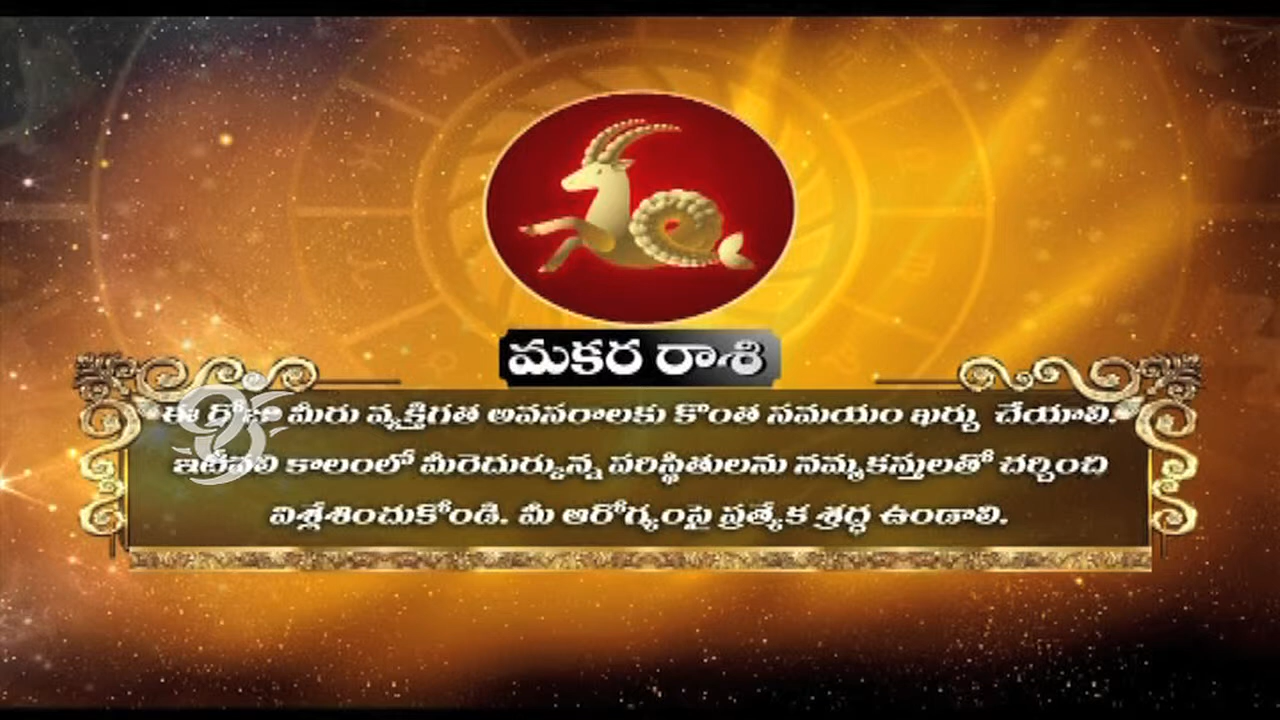 మకర రాశి
ఈ రోజు మీరు వ్యక్తిగత అవసరాలకు కొంత సమయం ఖర్చు చేయాలి.
ఇటీవలి కాలంలో మీరెదుర్కున్న పరిస్థితులను నమ్మకస్తులతో చర్చించి
విశ్లేశించుకోండి. మీ ఆరోగ్యంపై ప్రత్యేక శ్రద్ధ ఉండాలి.